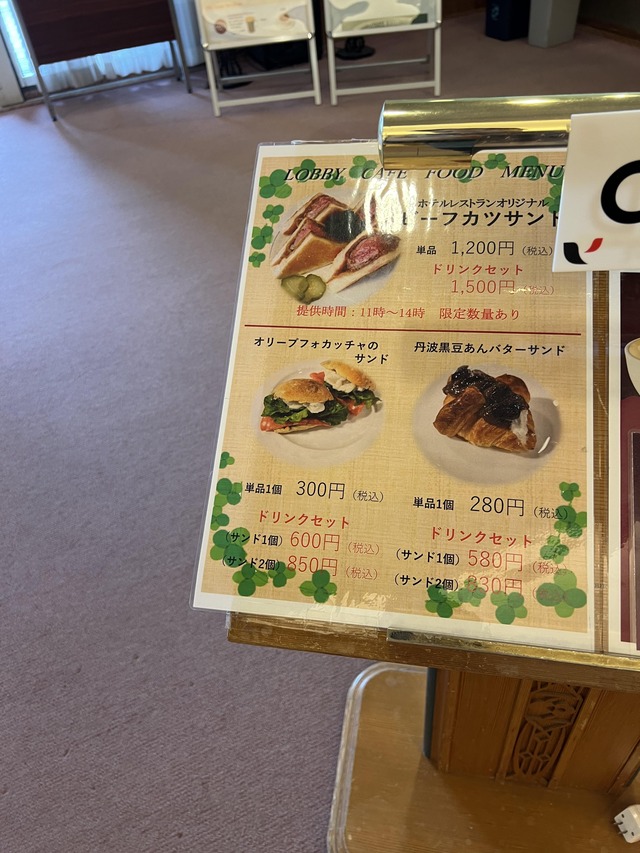 LOBBY CAFE FOOD MENU
ホテルレストランオリジナル
ビーフカツサンド
単品 1,200円(税込)
ドリンクセット
1,500円(税込)
提供時間：11時〜14時 限定数量あり
オリーブフォカッチャの
サンド
単品1個 300円(税込)
ドリンクセット
(サンド1個) 600円(税込)
(サンド2個) 850円(税込)
丹波黒豆あんバターサンド
単品1個 280円(税込)
ドリンクセット
(サンド1個) 580円(税込)
(サンド2個)